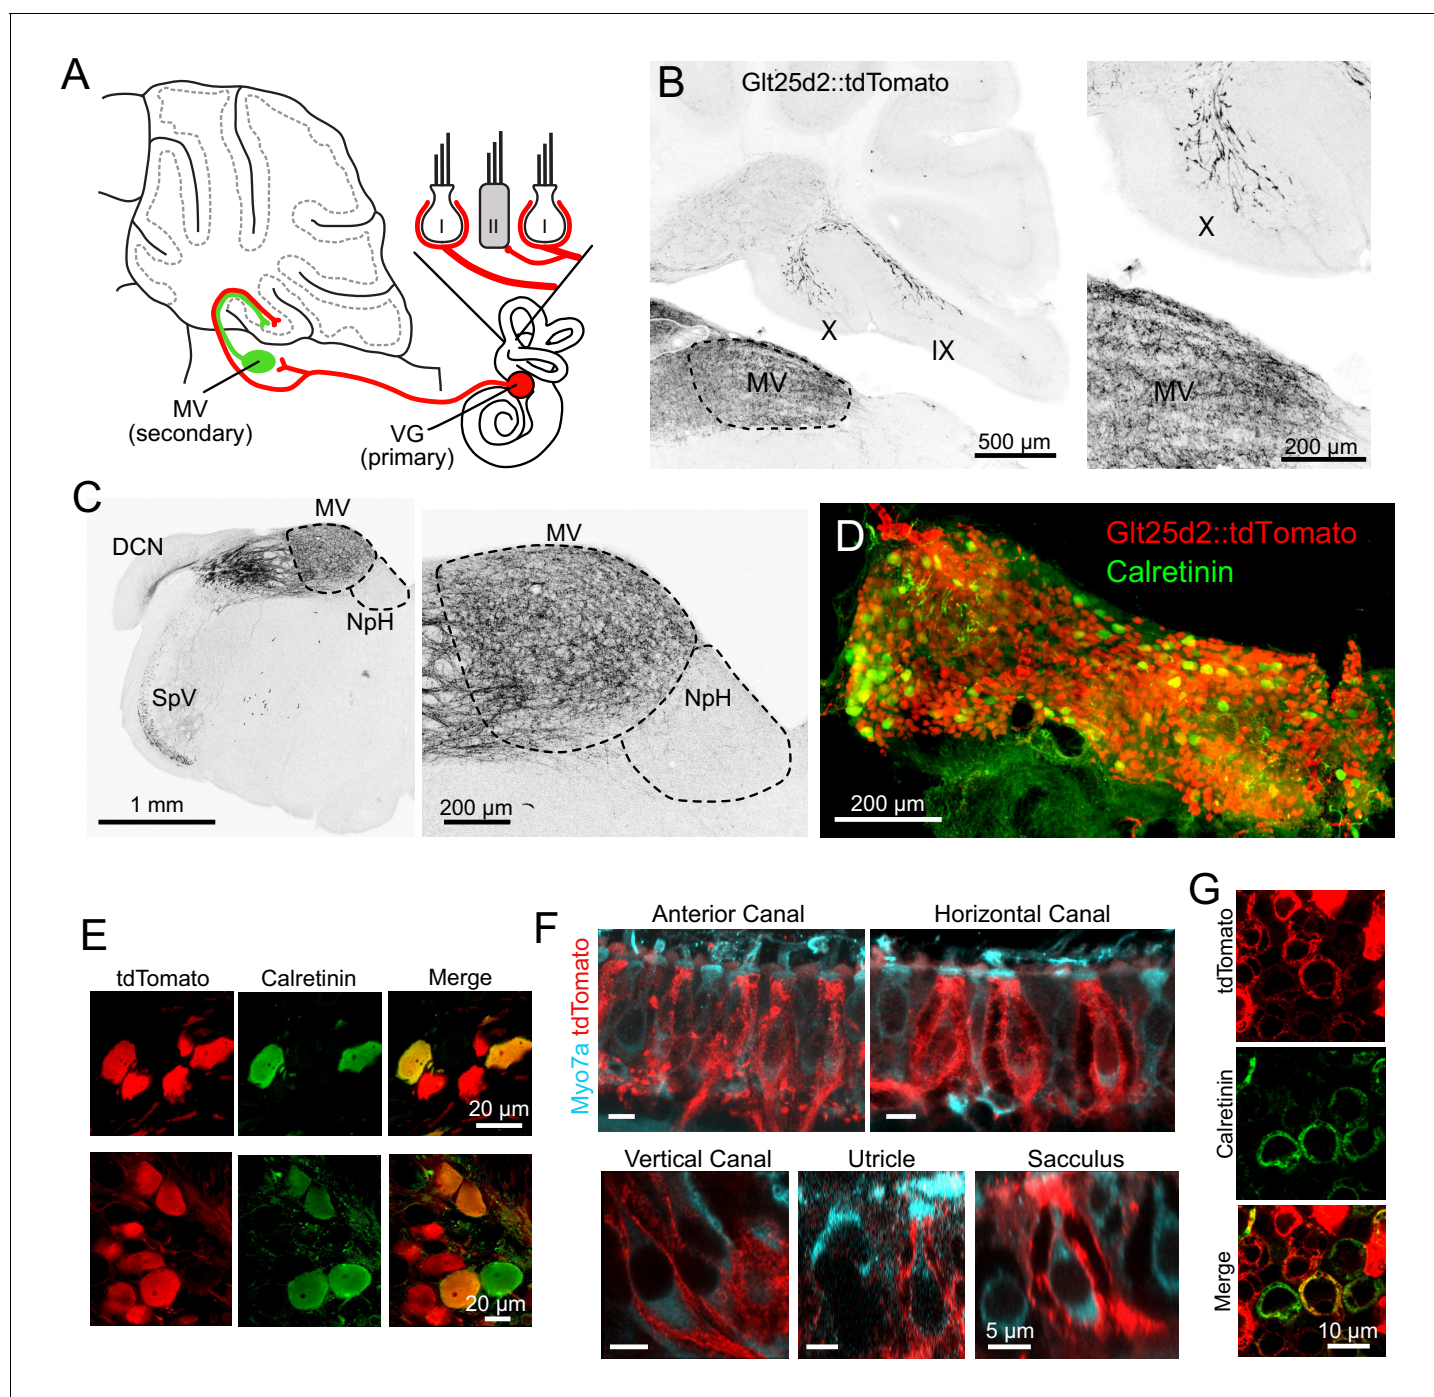 A
I
II
I
MV
(secondary)
VG
(primary)
B
Glt25d2::tdTomato
X
IX
MV
500 µm
X
MV
200 µm
C
MV
DCN
NpH
SpV
1 mm
MV
NpH
200 µm
D
Glt25d2::tdTomato
Calretinin
200 µm
E
tdTomato
Calretinin
Merge
20 µm
20 µm
F
Anterior Canal
Horizontal Canal
Myo7a tdTomato
Vertical Canal
Utricle
Sacculus
5 µm
G
tdTomato
Calretinin
Merge
10 µm